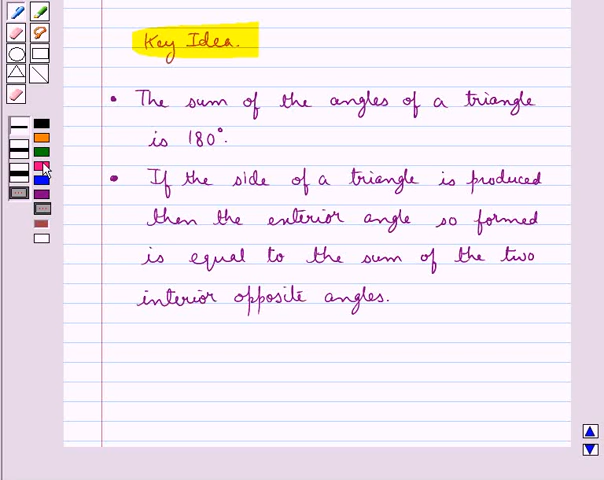 Key Idea.
• The sum of the angles of a triangle
is 180°.
• If the side of a triangle is produced
then the exterior angle so formed
is equal to the sum of the two
interior opposite angles.